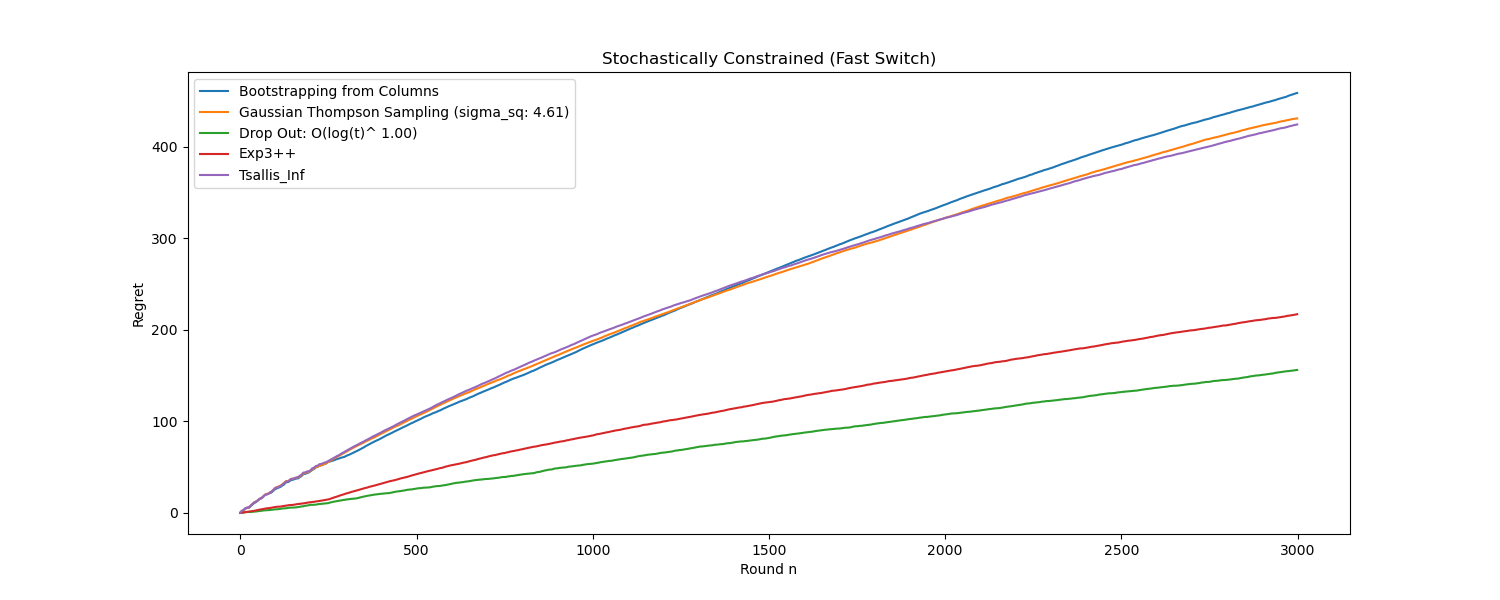 Stochastically Constrained (Fast Switch)
Bootstrapping from Columns
Gaussian Thompson Sampling (sigma_sq: 4.61)
Drop Out: O(log(t)^ 1.00)
Exp3++
Tsallis_Inf
Regret
400
300
200
100
0
0 500 1000 1500 2000 2500 3000
Round n